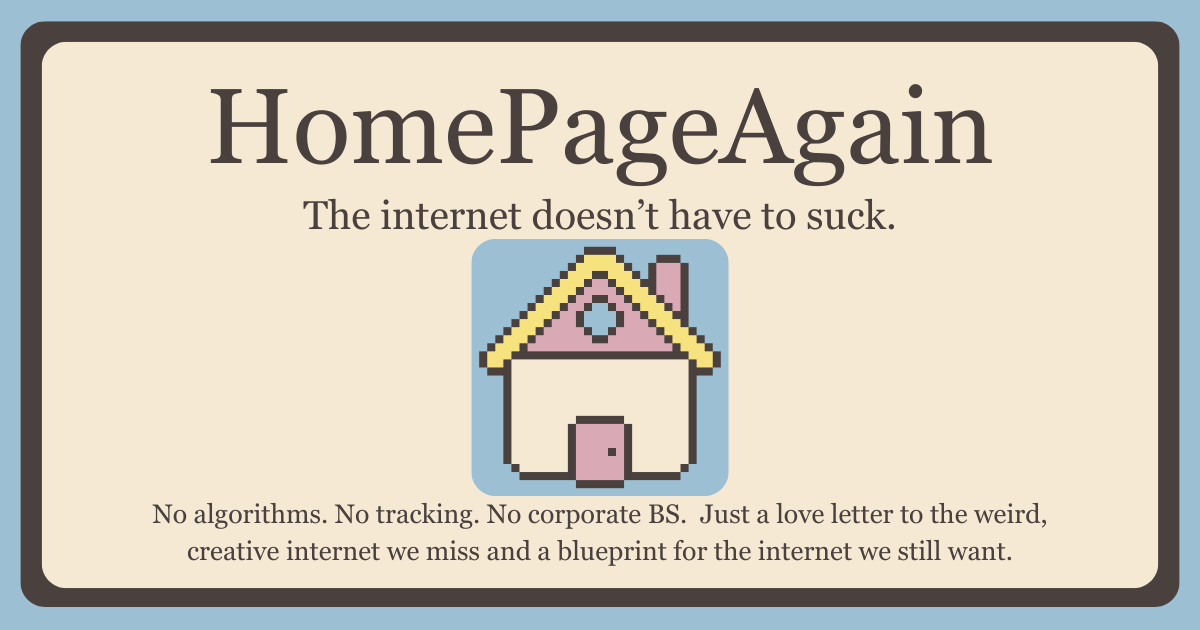 HomePageAgain
The internet doesn’t have to suck.
No algorithms. No tracking. No corporate BS.  Just a love letter to the weird,
creative internet we miss and a blueprint for the internet we still want.